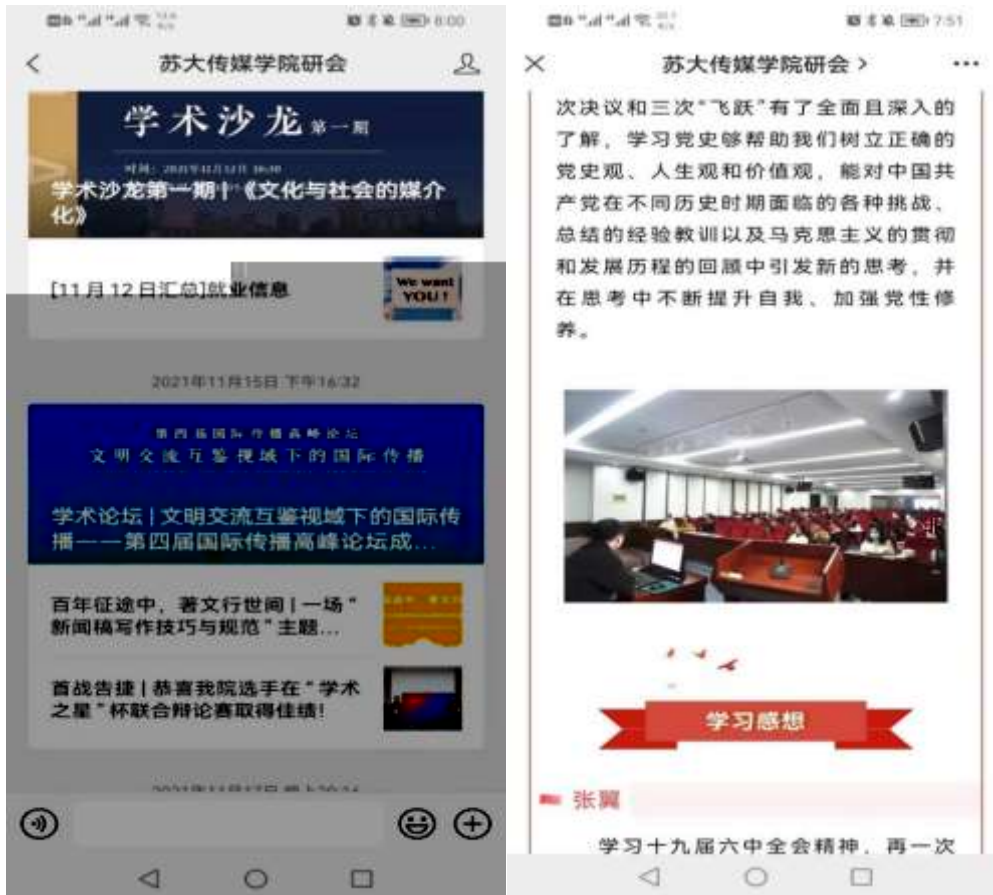 8:00
苏大传媒学院研会
学术沙龙 第一期
学术沙龙第一期 | 《文化与社会的媒介
化》
[11月12日汇总]就业信息
We want
YOU!
2021年11月15日 下午16:32
第四届国际传播高峰论坛
文明交流互鉴视域下的国际传播
学术论坛 | 文明交流互鉴视域下的国际传
播——第四届国际传播高峰论坛成...
百年征途中，著文行世间 | 一场“
新闻稿写作技巧与规范”主题...
首战告捷 | 恭喜我院选手在“学术
之星”杯联合辩论赛取得佳绩!
7:51
苏大传媒学院研会
次决议和三次“飞跃”有了全面且深入的
了解，学习党史够帮助我们树立正确的
党史观、人生观和价值观，能对中国共
产党在不同历史时期面临的各种挑战、
总结的经验教训以及马克思主义的贯彻
和发展历程的回顾中引发新的思考，并
在思考中不断提升自我、加强党性修
养。
学习感想
张翼
学习十九届六中全会精神，再一次